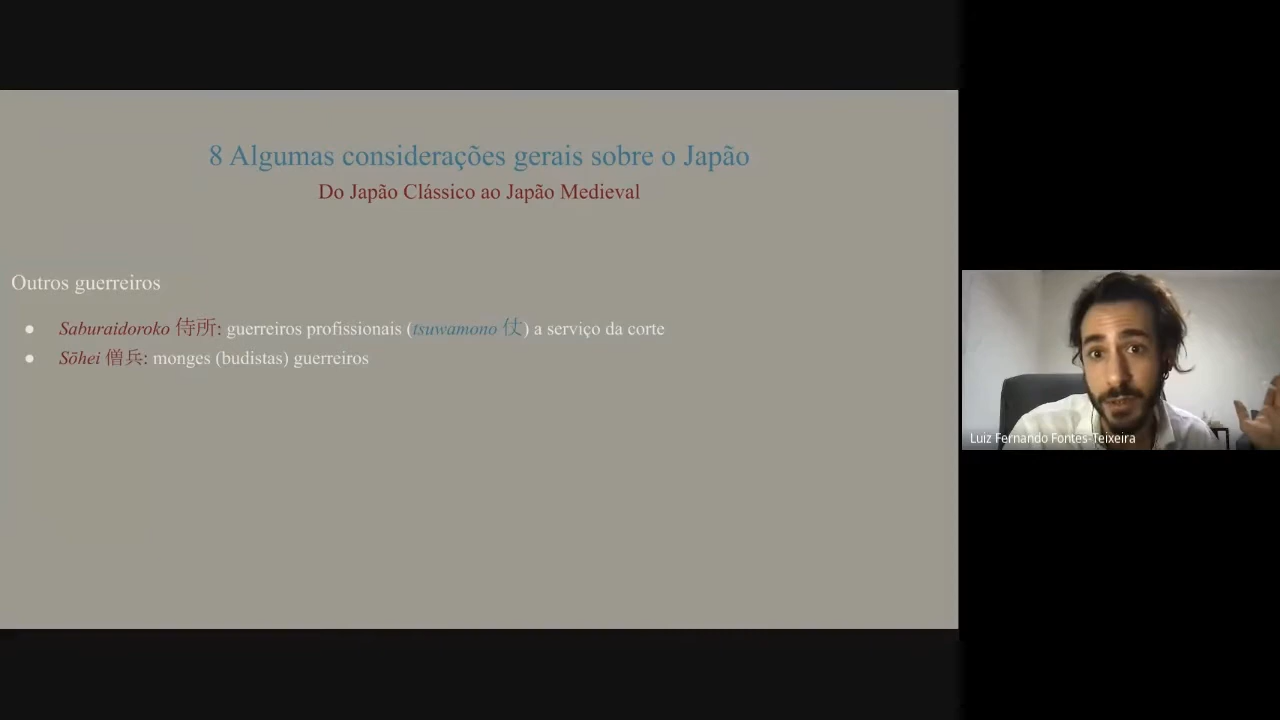 8 Algumas considerações gerais sobre o Japão
Do Japão Clássico ao Japão Medieval
Outros guerreiros
● Saburaidoroko 侍所: guerreiros profissionais (tsuwamono 仗) a serviço da corte
● Sōhei 僧兵: monges (budistas) guerreiros
Luiz Fernando Fontes-Teixeira